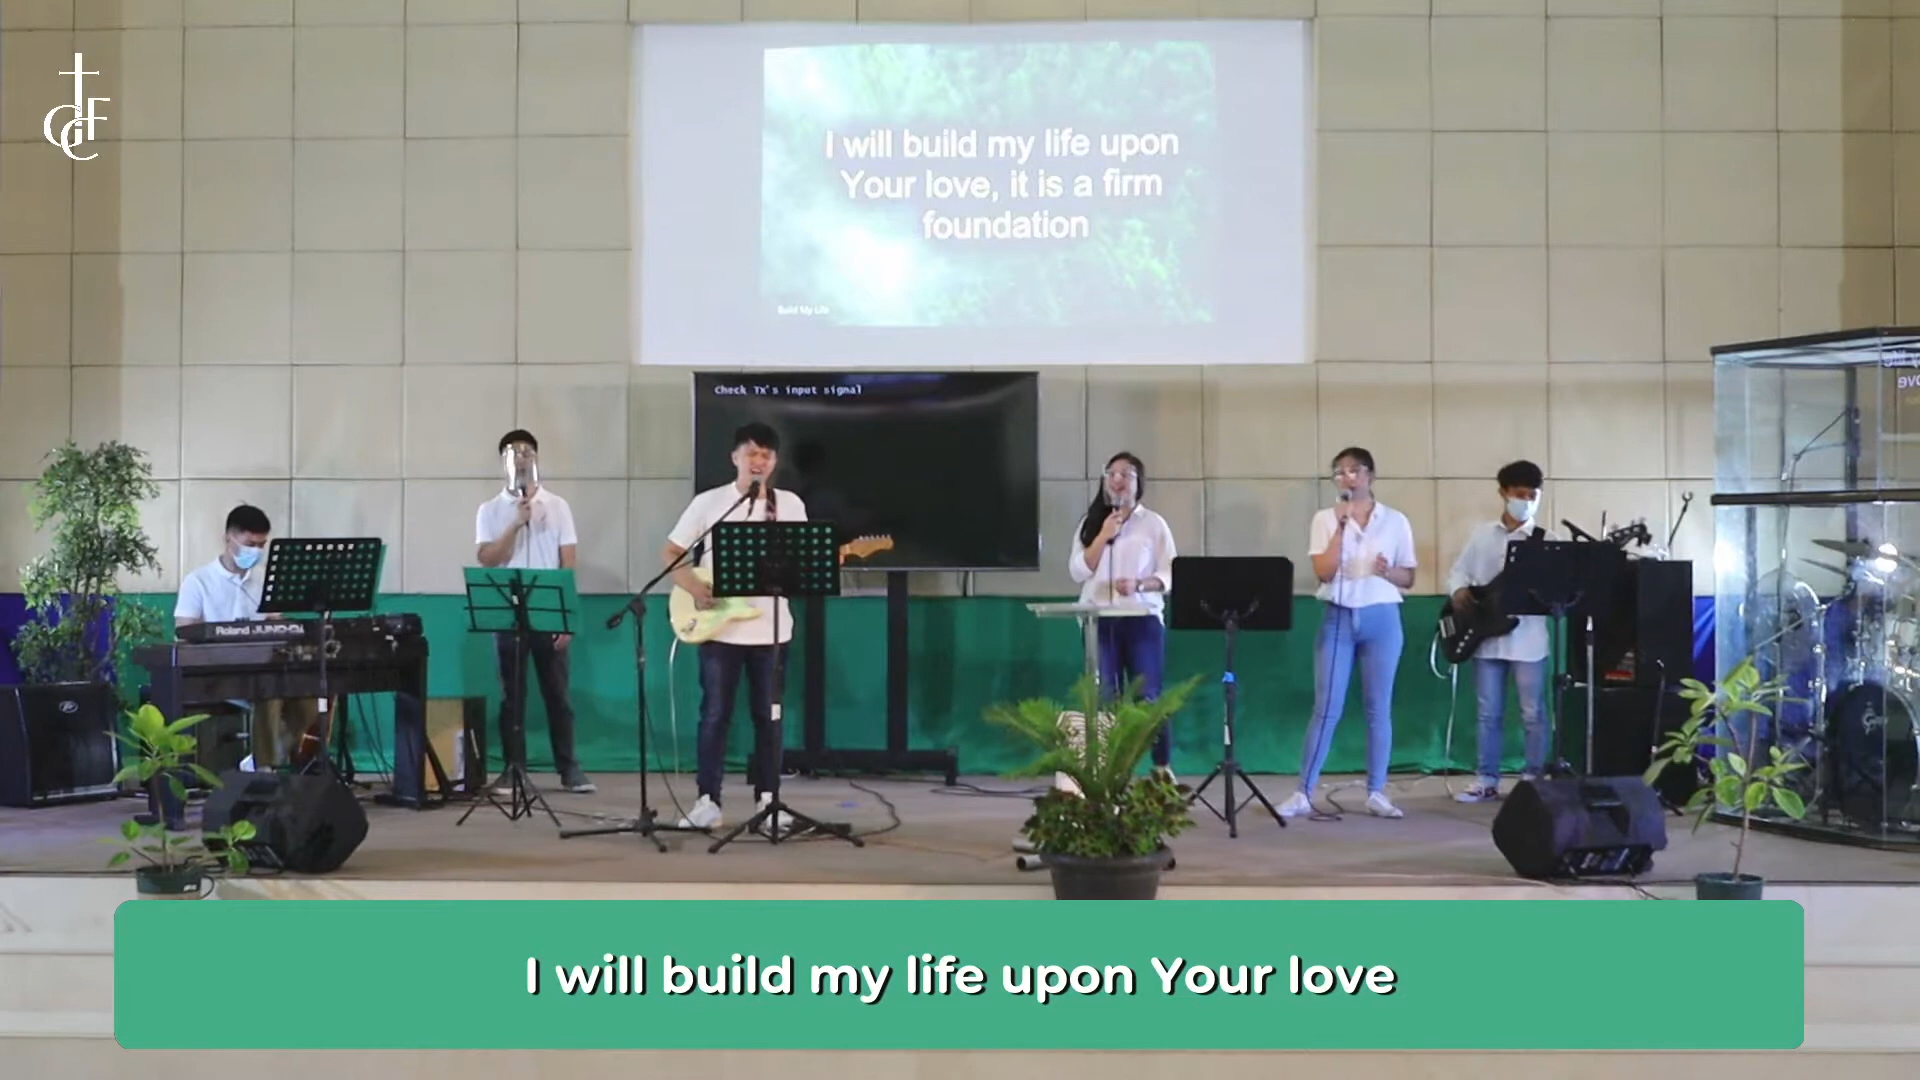 I will build my life upon
Your love, it is a firm
foundation
Build My Life
Check Tx's input signal
Roland JUNO-Di
I will build my life upon Your love